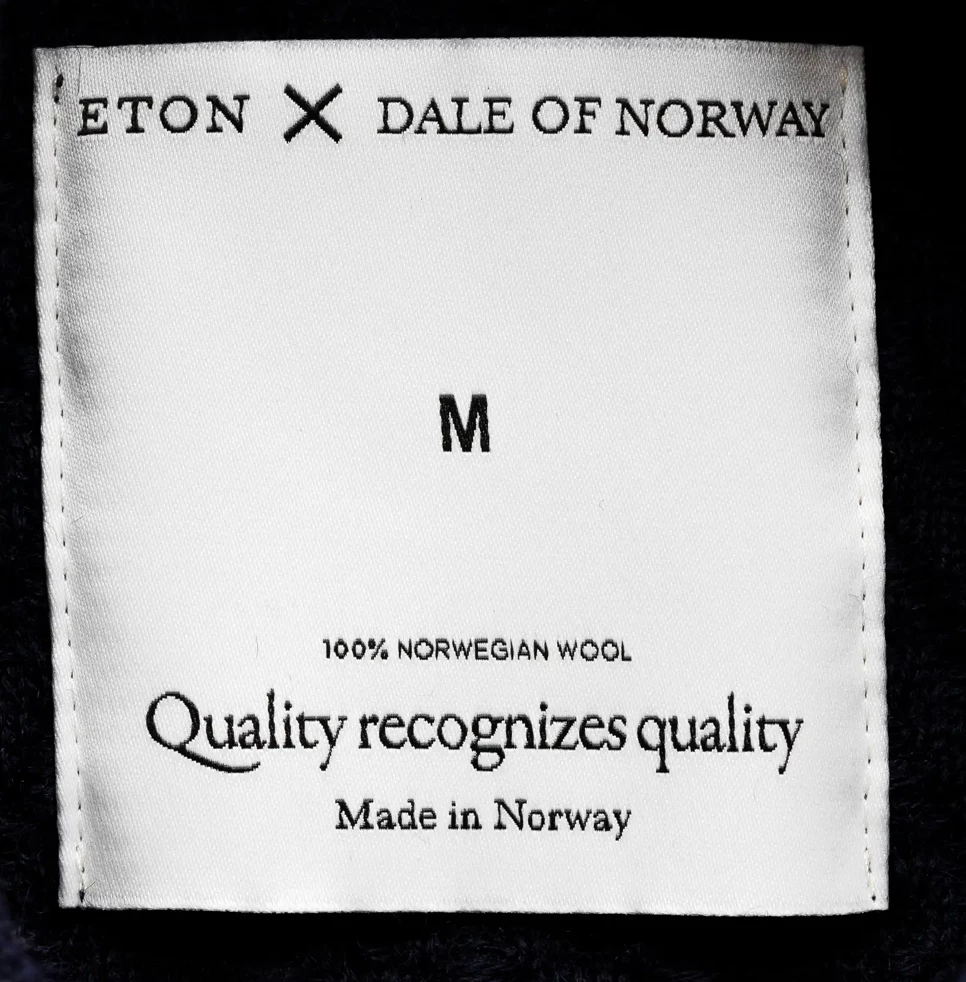 ETON X DALE OF NORWAY
M
100% NORWEGIAN WOOL
Quality recognizes quality
Made in Norway